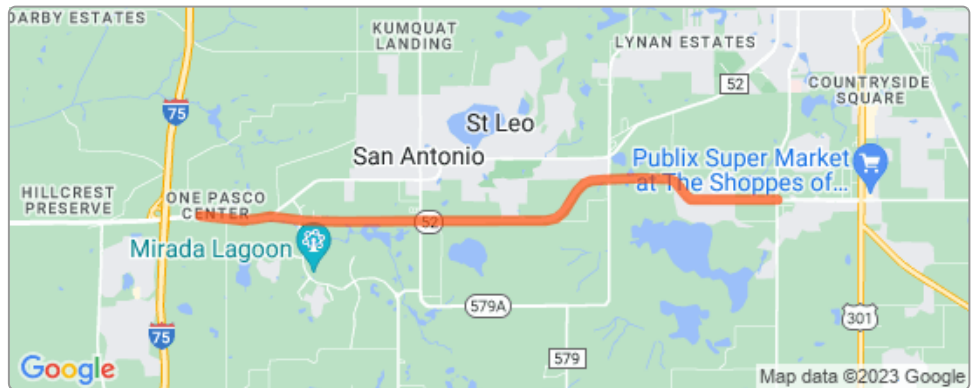 DARBY ESTATES
KUMQUAT
LANDING
LYNAN ESTATES
52
COUNTRYSIDE
SQUARE
75
St Leo
San Antonio
Publix Super Market
at The Shoppes of...
HILLCREST
PRESERVE
ONE PASCO
CENTER
52
Mirada Lagoon
579A
301
75
579
Google
Map data ©2023 Google